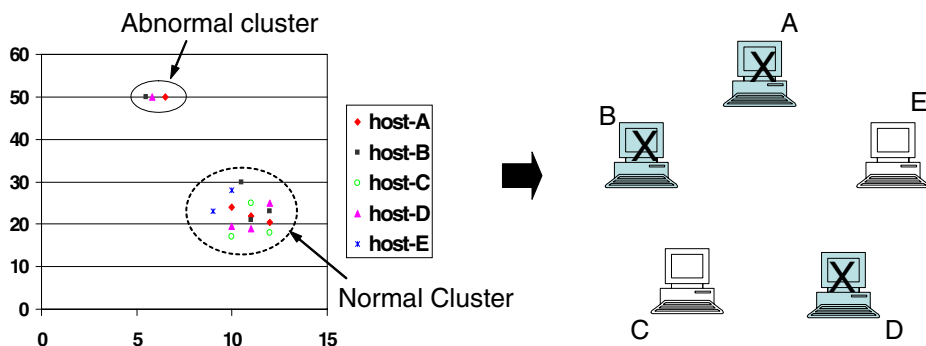 Abnormal cluster
60
50
40
30
20
10
0
0
5
10
15
host-A
host-B
host-C
host-D
host-E
Normal Cluster
A
B
E
C
D
X
X
X